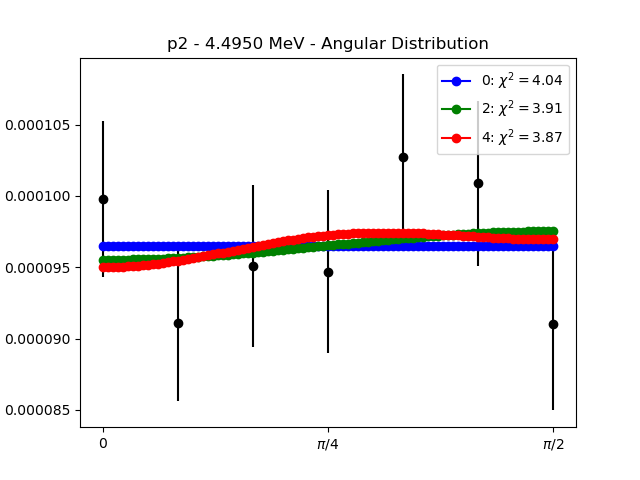 p2 - 4.4950 MeV - Angular Distribution
0: χ² = 4.04
2: χ² = 3.91
4: χ² = 3.87
0.000105
0.000100
0.000095
0.000090
0.000085
0 π/4 π/2